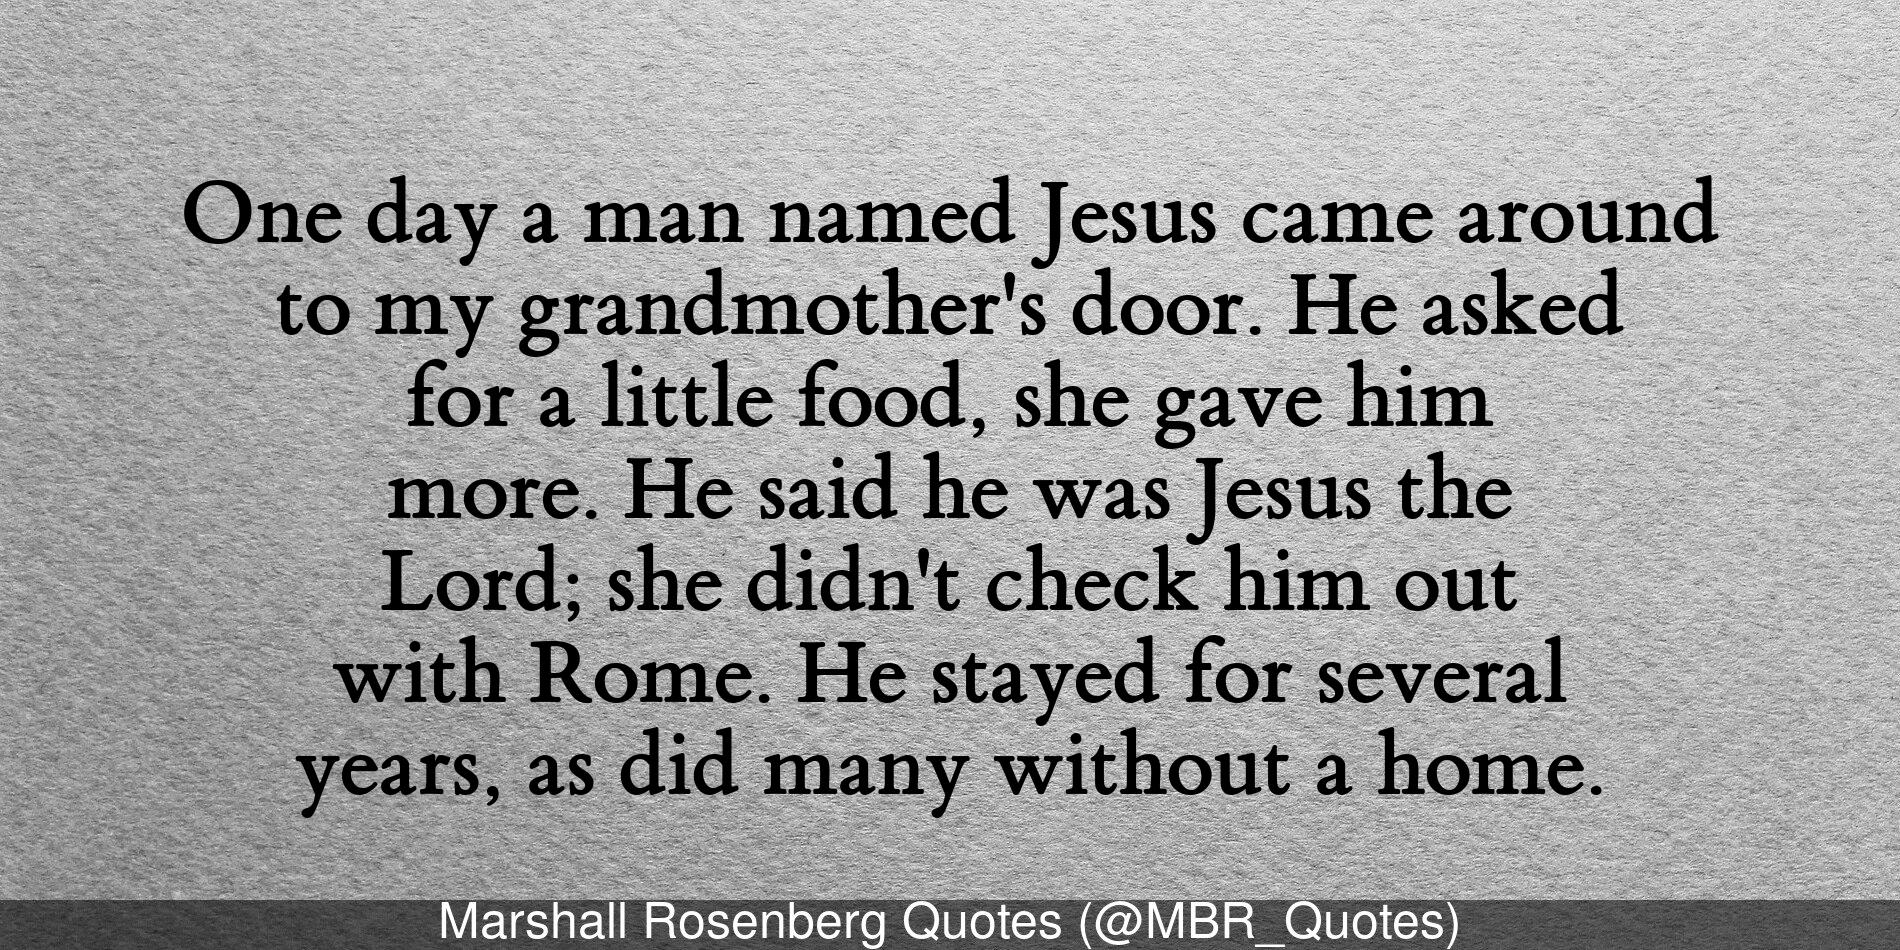 One day a man named Jesus came around
to my grandmother's door. He asked
for a little food, she gave him
more. He said he was Jesus the
Lord; she didn't check him out
with Rome. He stayed for several
years, as did many without a home.
Marshall Rosenberg Quotes (@MBR_Quotes)